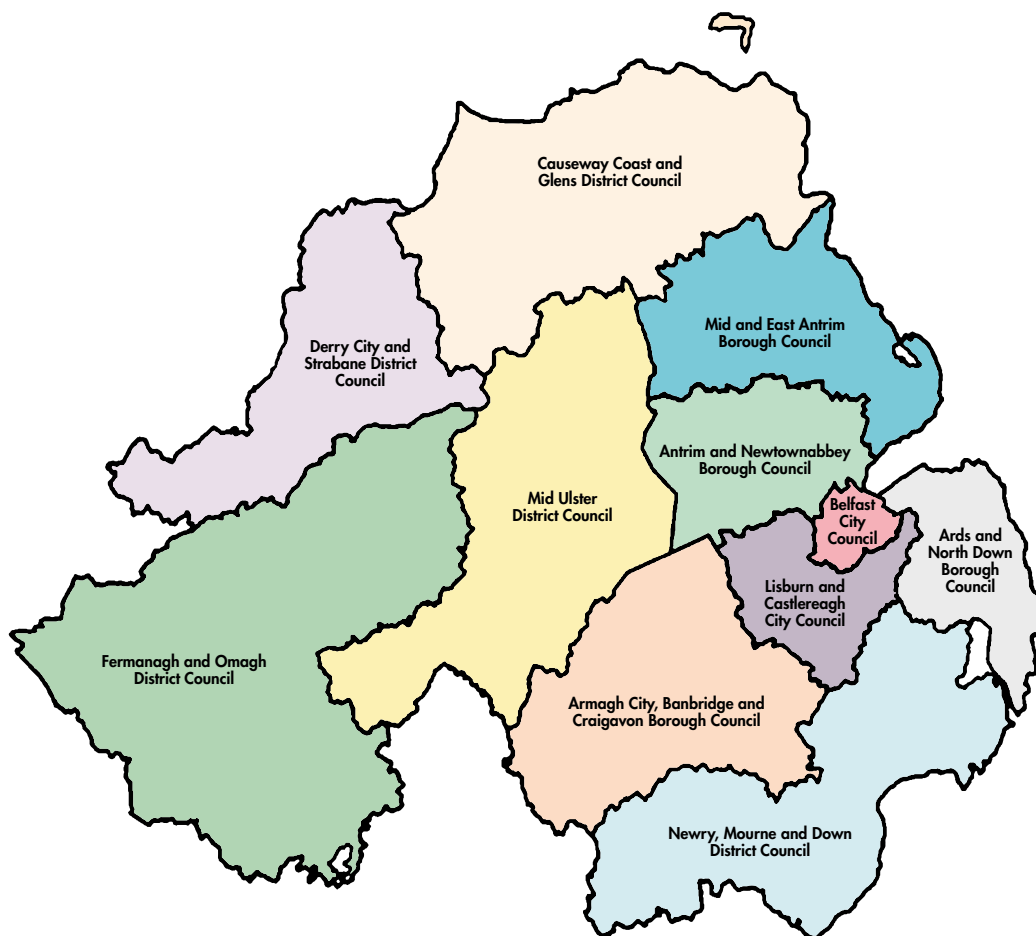 Causeway Coast and
Glens District Council
Mid and East Antrim
Borough Council
Derry City and
Strabane District
Council
Antrim and Newtownabbey
Borough Council
Mid Ulster
District Council
Belfast
City
Council
Ards and
North Down
Borough
Council
Lisburn and
Castlereagh
City Council
Fermanagh and Omagh
District Council
Armagh City, Banbridge and
Craigavon Borough Council
Newry, Mourne and Down
District Council